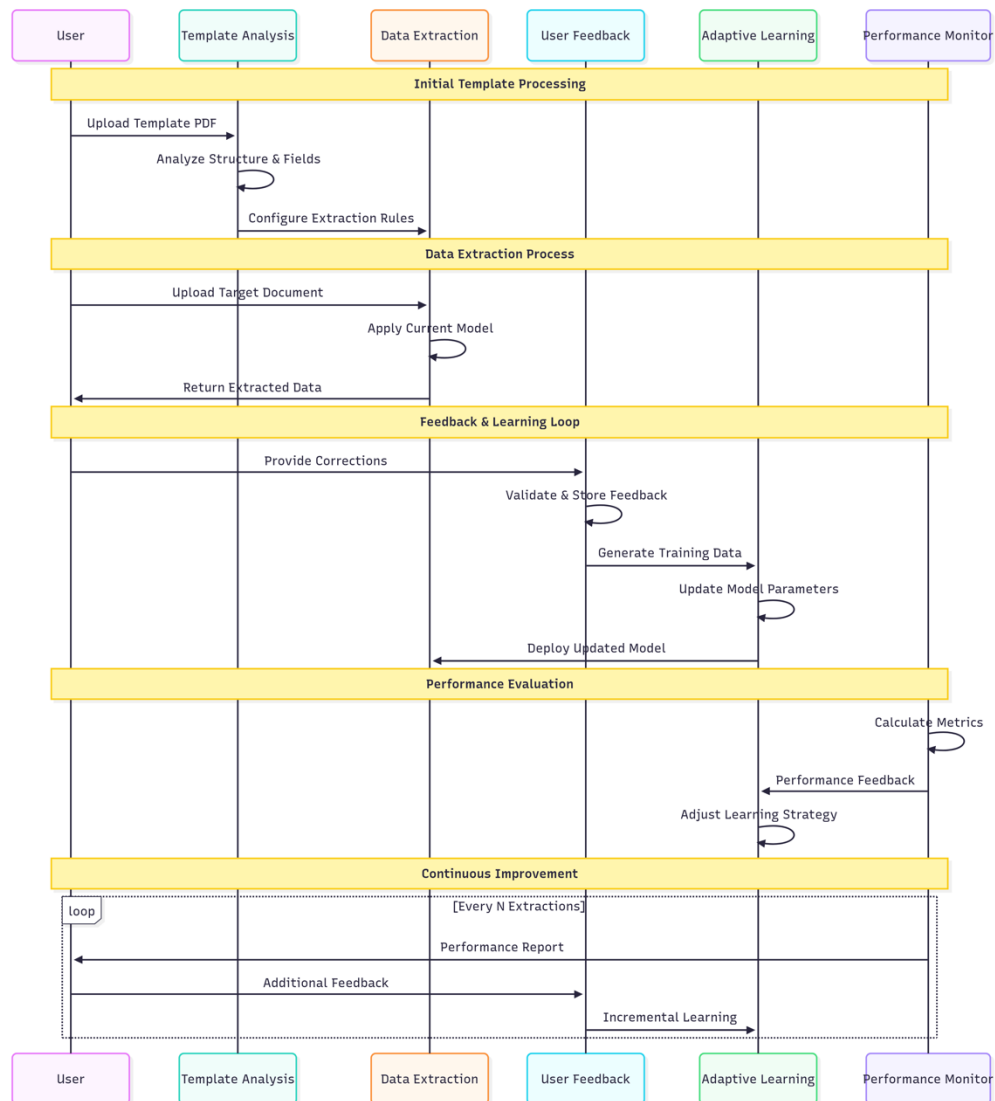 User
Template Analysis
Data Extraction
User Feedback
Adaptive Learning
Performance Monitor
Initial Template Processing
Upload Template PDF
Analyze Structure & Fields
Configure Extraction Rules
Data Extraction Process
Upload Target Document
Apply Current Model
Return Extracted Data
Feedback & Learning Loop
Provide Corrections
Validate & Store Feedback
Generate Training Data
Update Model Parameters
Deploy Updated Model
Performance Evaluation
Calculate Metrics
Performance Feedback
Adjust Learning Strategy
Continuous Improvement
loop
[Every N Extractions]
Performance Report
Additional Feedback
Incremental Learning
User
Template Analysis
Data Extraction
User Feedback
Adaptive Learning
Performance Monitor